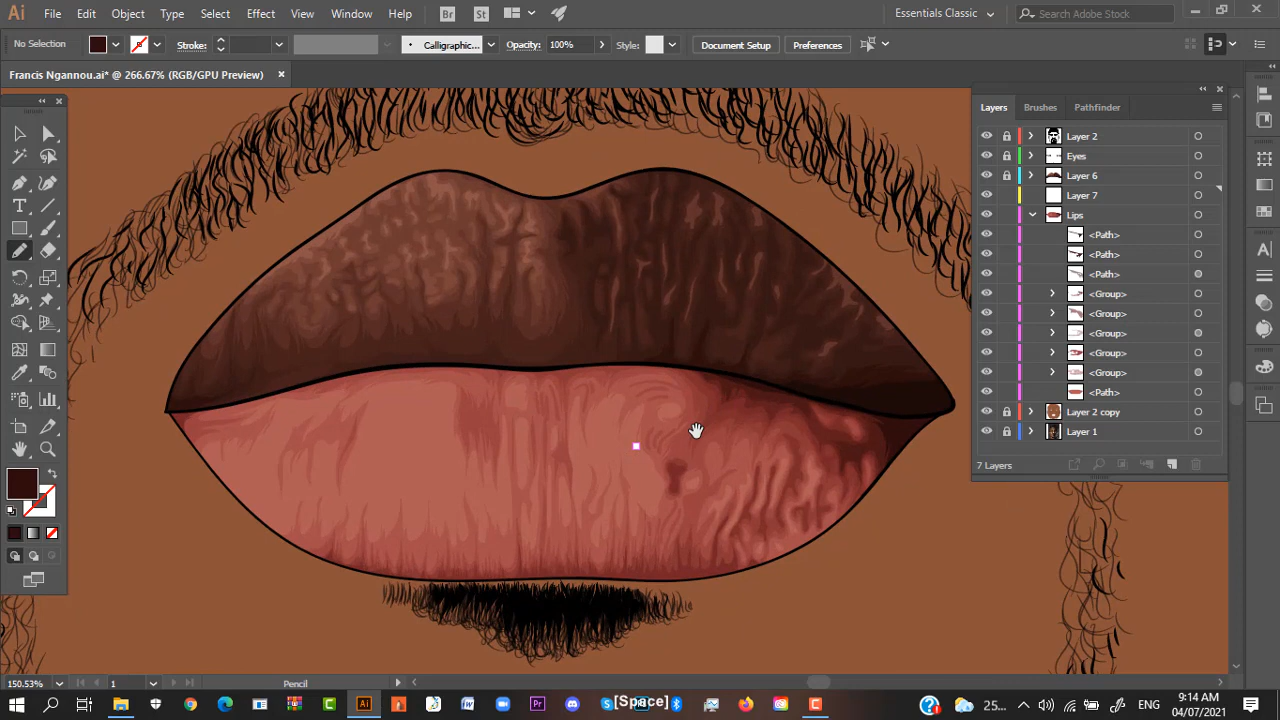 Ai File Edit Object Type Select Effect View Window Help Br St Essentials Classic Search Adobe Stock
No Selection Stroke: Calligraphic... Opacity: 100% Style: Document Setup Preferences
Francis Ngannou.ai* @ 266.67% (RGB/GPU Preview)
Layers Brushes Pathfinder
Layer 2
Eyes
Layer 6
Layer 7
Lips
<Path>
<Path>
<Path>
<Group>
<Group>
<Group>
<Group>
<Group>
<Path>
Layer 2 copy
Layer 1
7 Layers
150.53% 1 Pencil
[Space]
25... ENG 9:14 AM
04/07/2021